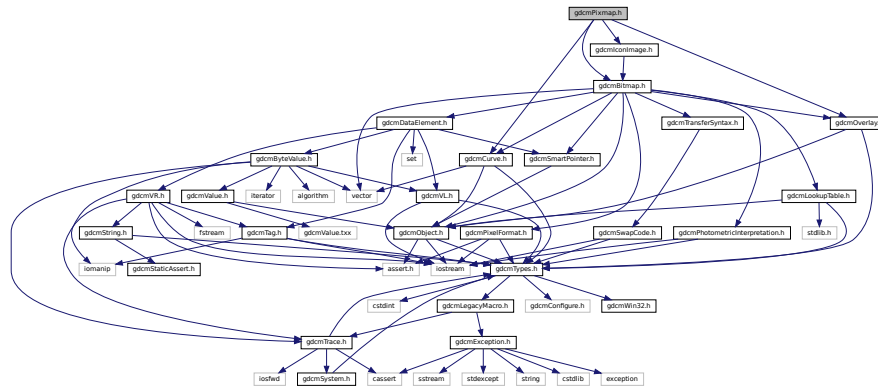 gdcmPixmap.h
gdcmIconImage.h
gdcmBitmap.h
gdcmDataElement.h
gdcmTransferSyntax.h
gdcmOverlay.
gdcmByteValue.h
set
gdcmCurve.h
gdcmSmartPointer.h
gdcmVR.h
gdcmValue.h
iterator
algorithm
vector
gdcmVL.h
gdcmLookupTable.h
gdcmString.h
fstream
gdcmTag.h
gdcmValue.txx
gdcmObject.h
gdcmPixelFormat.h
gdcmSwapCode.h
gdcmPhotometricInterpretation.h
stdlib.h
iomanip
gdcmStaticAssert.h
assert.h
iostream
gdcmTypes.h
cstdint
gdcmLegacyMacro.h
gdcmConfigure.h
gdcmWin32.h
gdcmTrace.h
gdcmException.h
iosfwd
gdcmSystem.h
cassert
sstream
stdexcept
string
cstdlib
exception